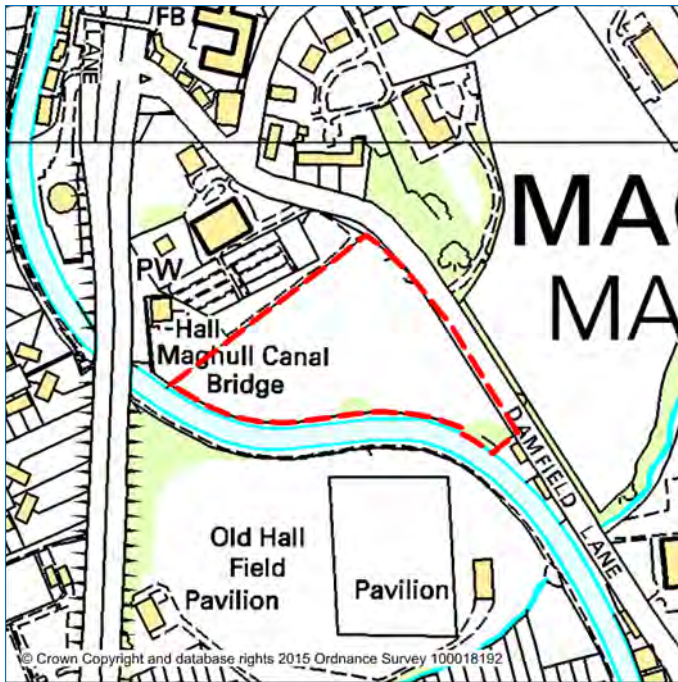 FB
LANE
MAG
MA
PW
Hall
Maghull Canal
Bridge
DAMFIELD LANE
Old Hall
Field
Pavilion
Pavilion
© Crown Copyright and database rights 2015 Ordnance Survey 100018192